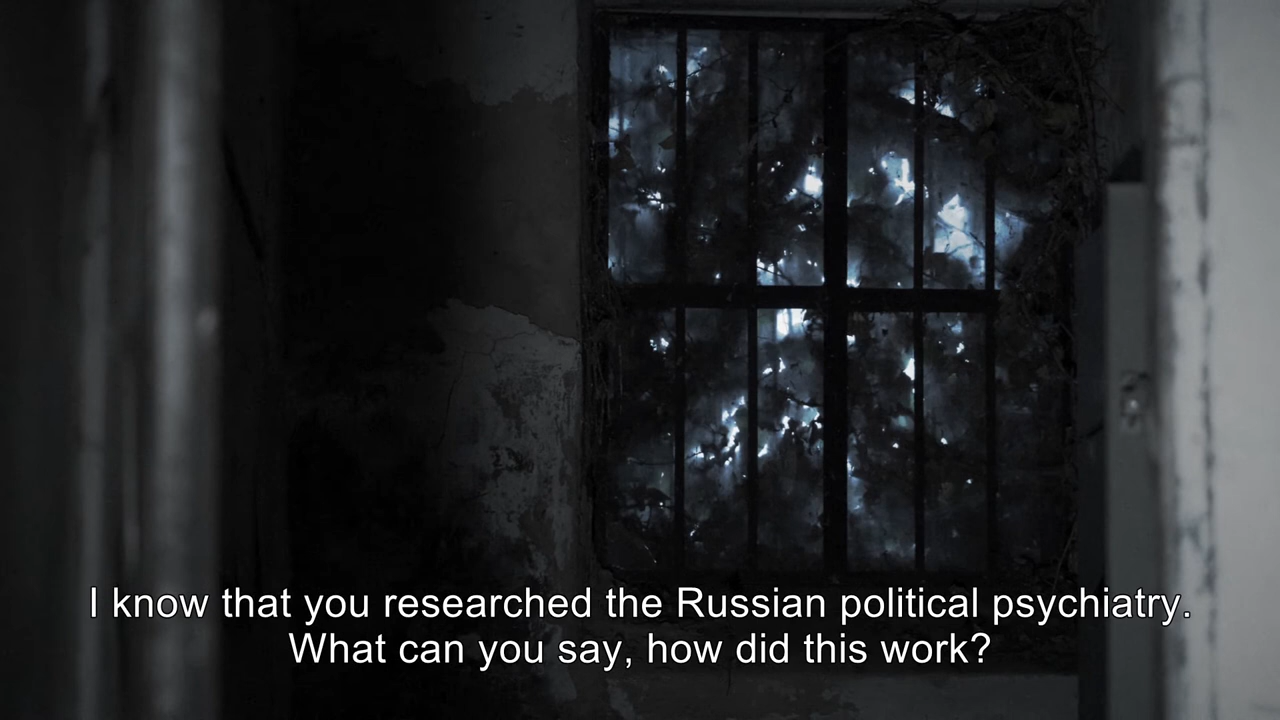 I know that you researched the Russian political psychiatry.
What can you say, how did this work?